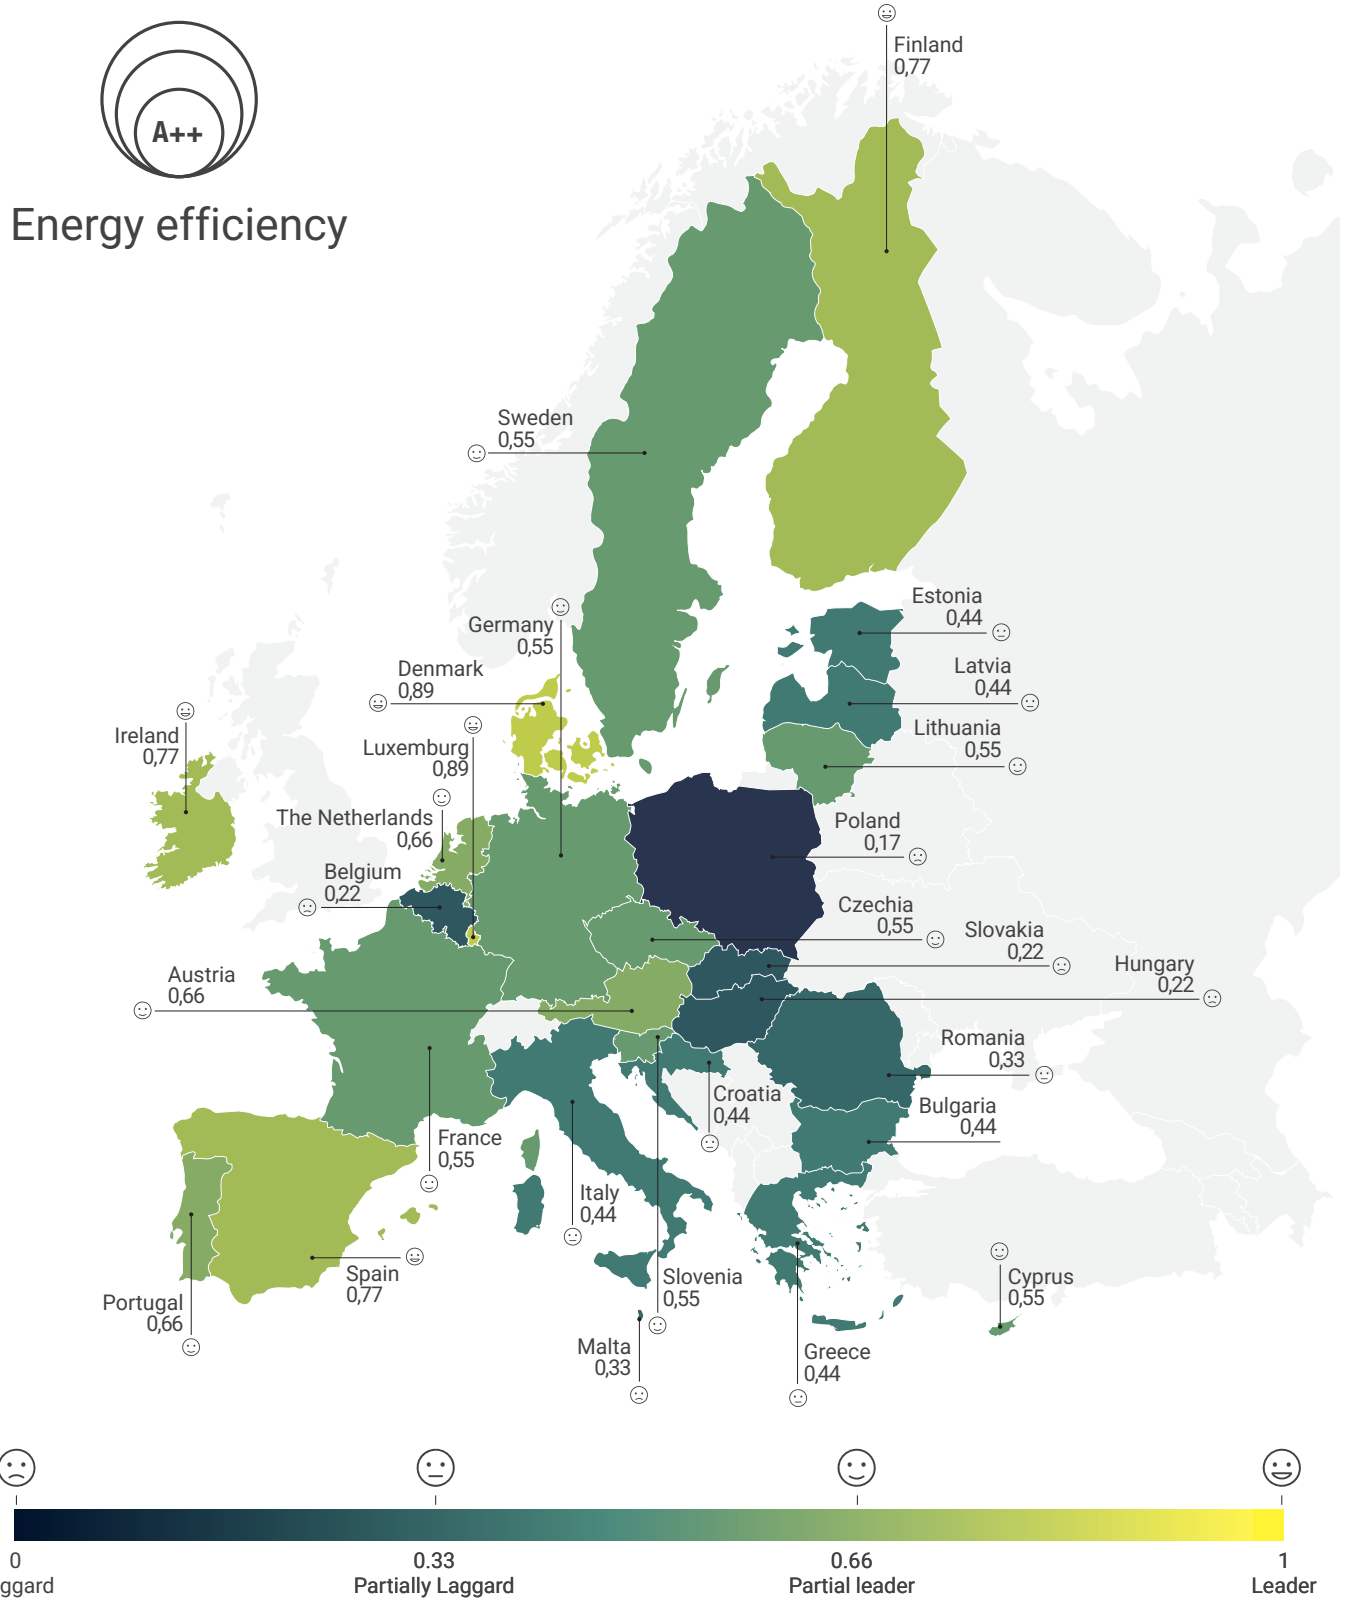 A++
Energy efficiency
Finland
0,77
Sweden
0,55
Estonia
0,44
Germany
0,55
Latvia
0,44
Denmark
0,89
Lithuania
0,55
Ireland
0,77
Luxemburg
0,89
The Netherlands
0,66
Poland
0,17
Belgium
0,22
Czechia
0,55
Slovakia
0,22
Hungary
0,22
Austria
0,66
Romania
0,33
Croatia
0,44
Bulgaria
0,44
France
0,55
Italy
0,44
Spain
0,77
Slovenia
0,55
Cyprus
0,55
Portugal
0,66
Malta
0,33
Greece
0,44
0 0.33 0.66 1
ggard Partially Laggard Partial leader Leader